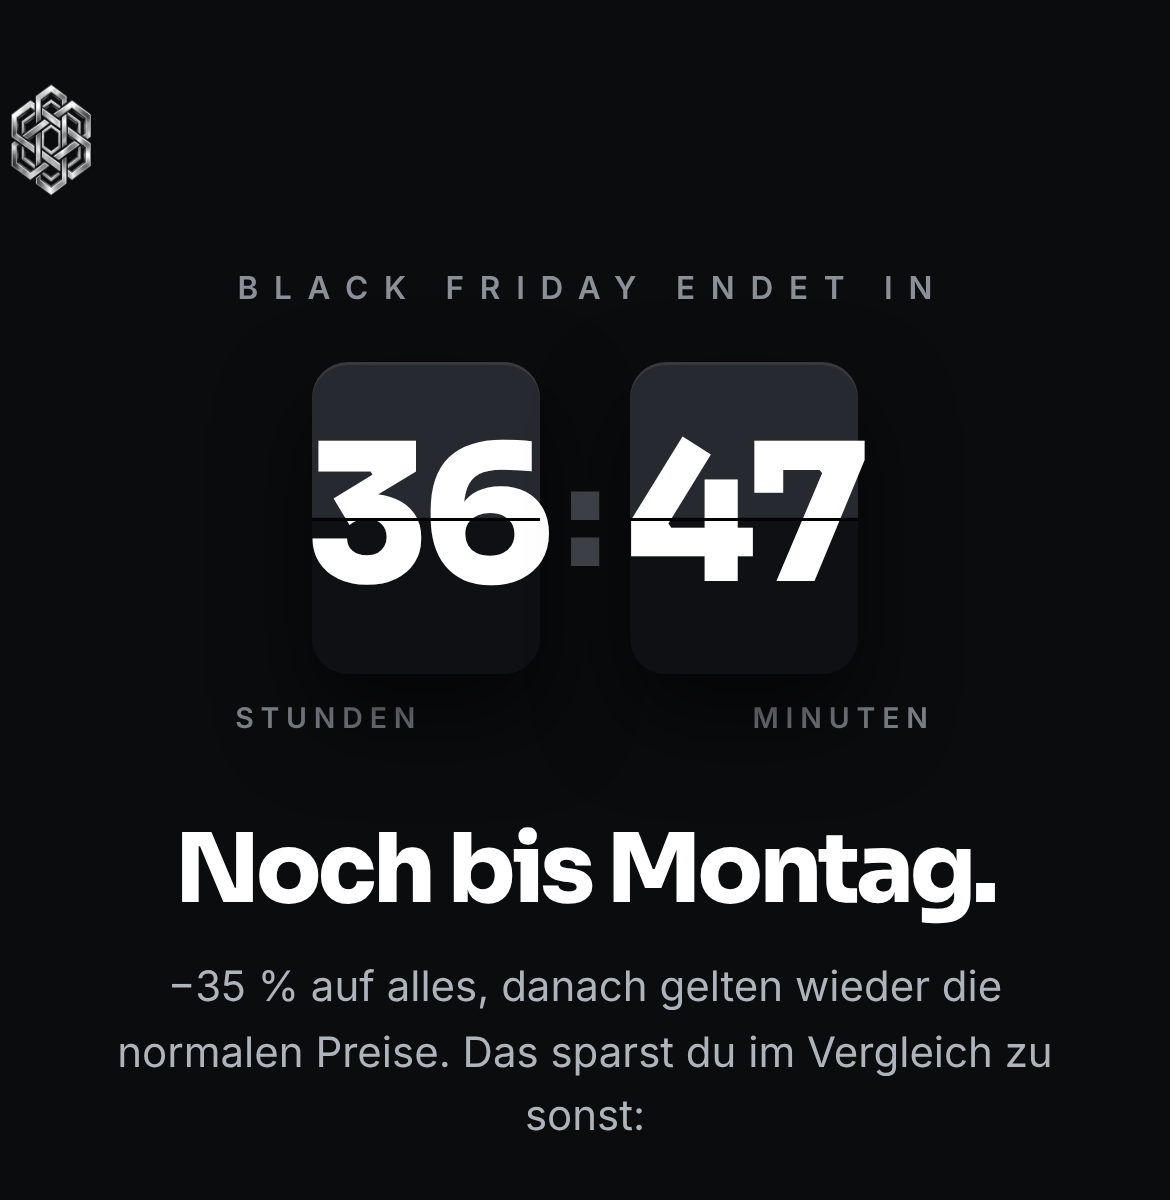 BLACK FRIDAY ENDET IN
36:47
STUNDEN MINUTEN
Noch bis Montag.
−35 % auf alles, danach gelten wieder die
normalen Preise. Das sparst du im Vergleich zu
sonst: